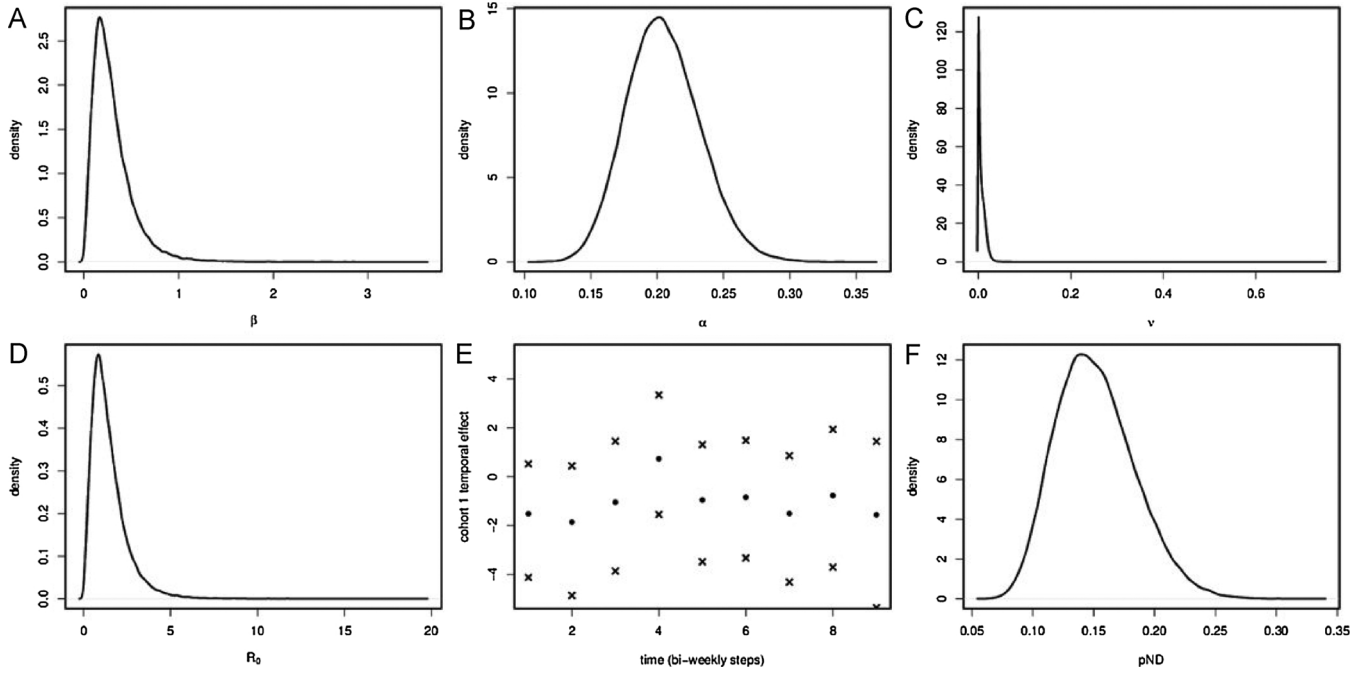 A
B
C
density
0.0 0.5 1.0 1.5 2.0 2.5
0 1 2 3
β
density
0 5 10 15
0.10 0.15 0.20 0.25 0.30 0.35
α
density
0 20 40 60 80 100 120
0.0 0.2 0.4 0.6
ν
D
E
F
density
0.0 0.1 0.2 0.3 0.4 0.5
0 5 10 15 20
R₀
cohort 1 temporal effect
−4 −2 0 2 4
2 4 6 8
time (bi−weekly steps)
density
0 2 4 6 8 10 12
0.05 0.10 0.15 0.20 0.25 0.30 0.35
pND